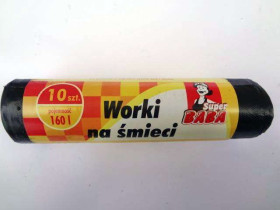 10 szt.
pojemność
160 l
Worki
na śmieci
Super
BABA